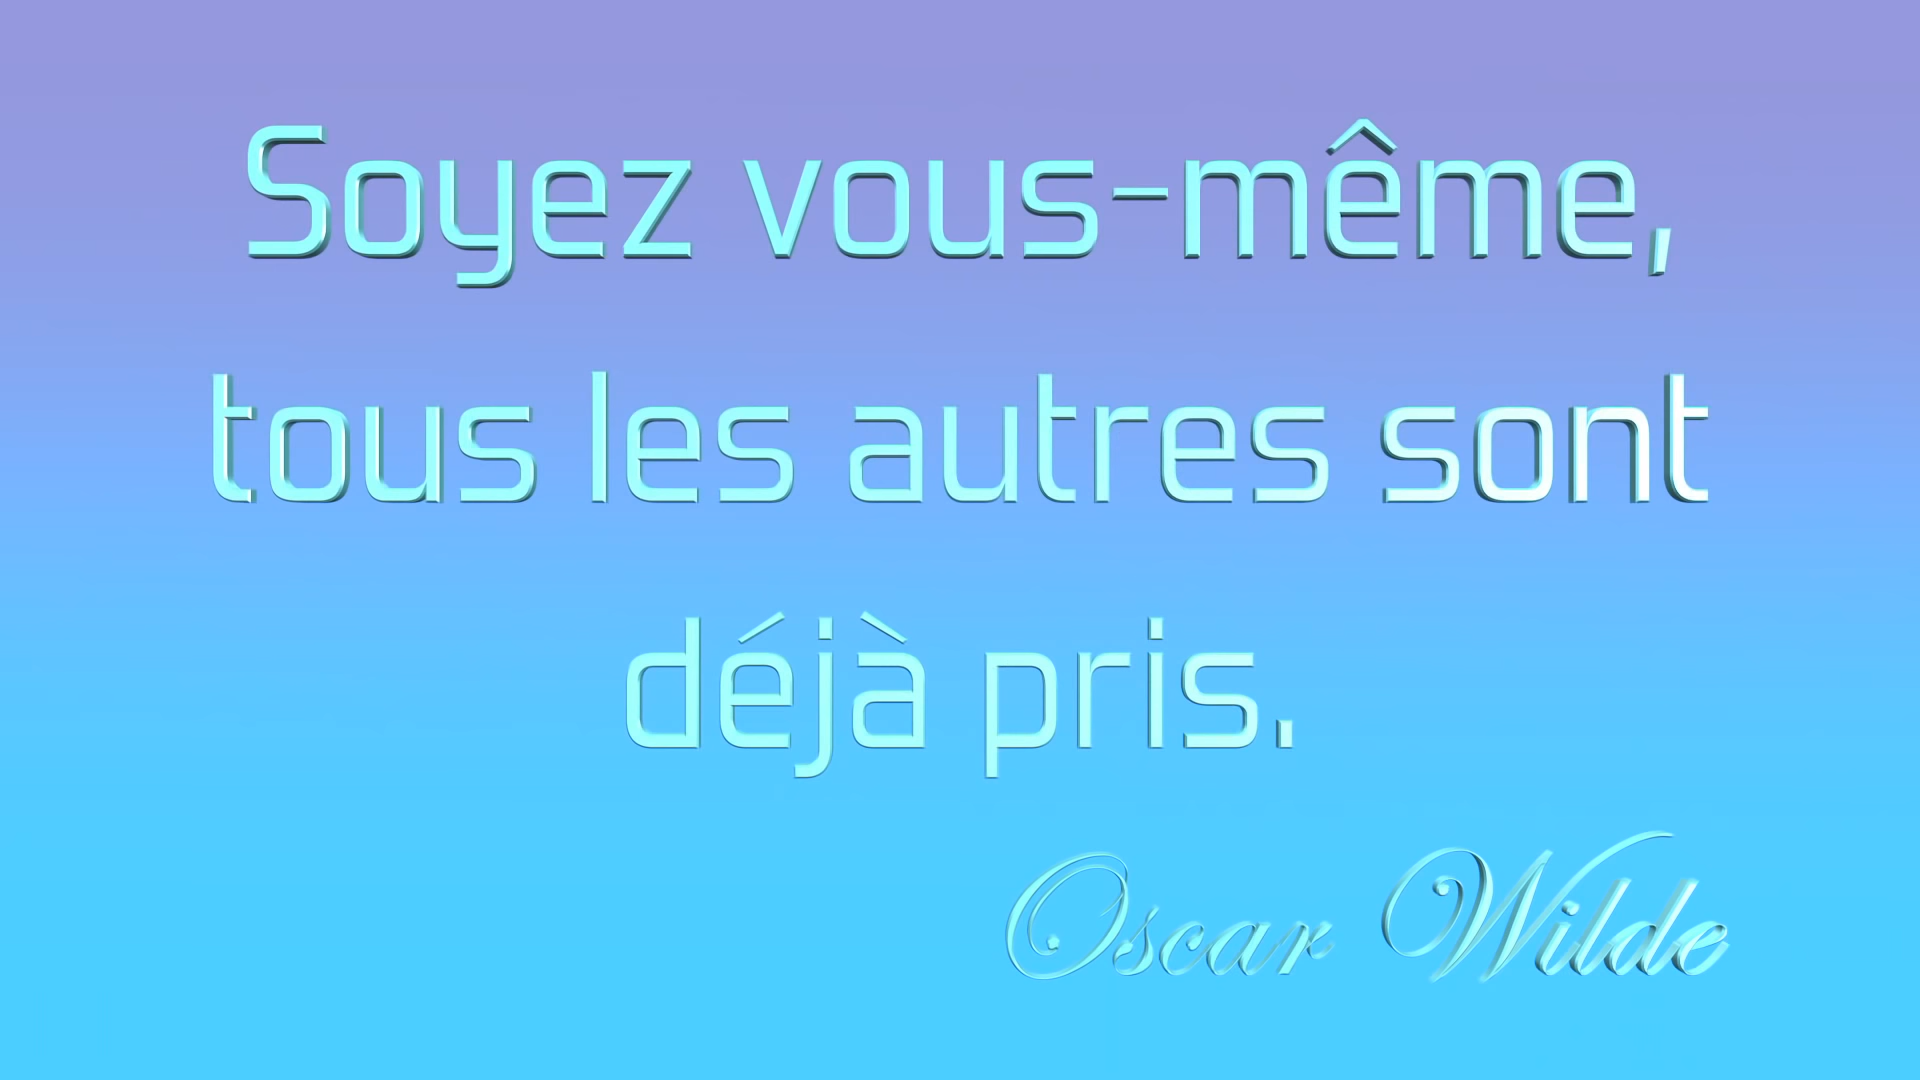 Soyez vous-même,
tous les autres sont
déjà pris.
Oscar Wilde